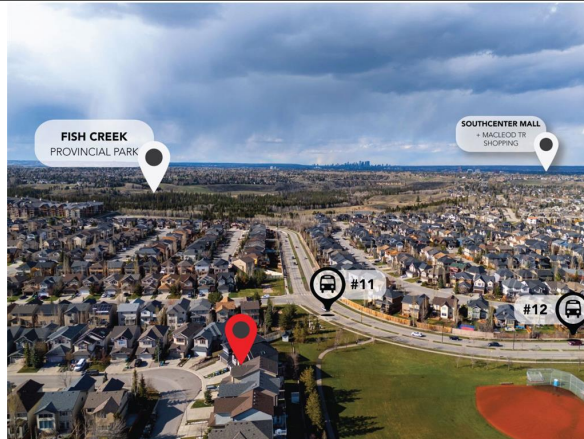 FISH CREEK
PROVINCIAL PARK
SOUTHCENTER MALL
+ MACLEOD TR
SHOPPING
#11
#12